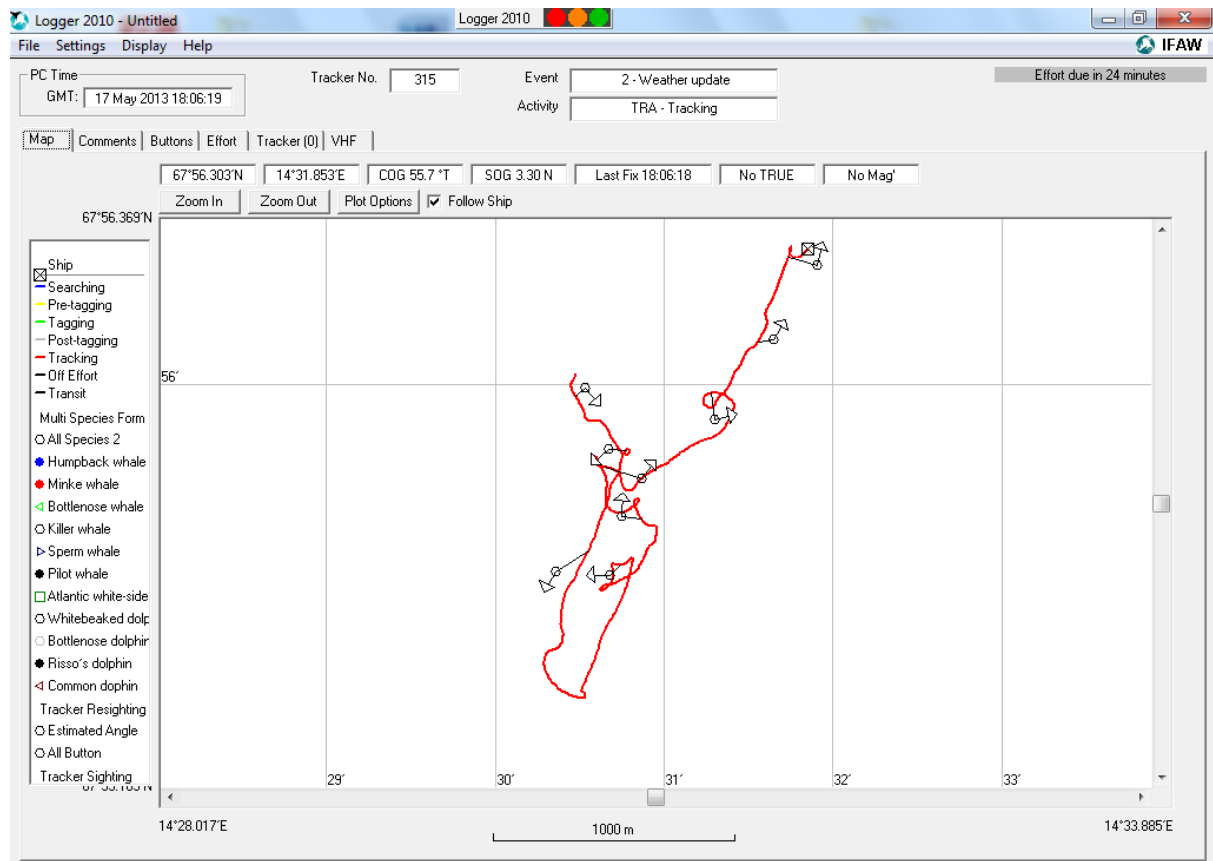 Logger 2010 - Untitled
Logger 2010
File Settings Display Help
IFAW
PC Time
GMT: 17 May 2013 18:06:19
Tracker No. 315
Event 2 - Weather update
Activity TRA - Tracking
Effort due in 24 minutes
Map Comments Buttons Effort Tracker (0) VHF
67°56.303'N 14°31.853'E COG 55.7 °T SOG 3.30 N Last Fix 18:06:18 No TRUE No Mag'
Zoom In Zoom Out Plot Options Follow Ship
67°56.369'N
Ship
Searching
Pre-tagging
Tagging
Post-tagging
Tracking
Off Effort
Transit
Multi Species Form
All Species 2
Humpback whale
Minke whale
Bottlenose whale
Killer whale
Sperm whale
Pilot whale
Atlantic white-side
Whitebeaked dolp
Bottlenose dolphin
Risso's dolphin
Common dophin
Tracker Resighting
Estimated Angle
All Button
Tracker Sighting
56'
29' 30' 31' 32' 33'
14°28.017'E
1000 m
14°33.885'E